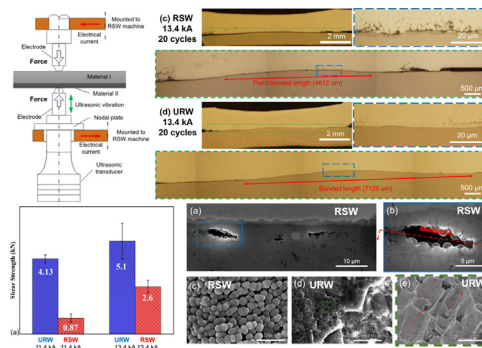 Mounted to
RSW machine
Electrical
current
Electrode
Force
Material I
Material II
Force
Ultrasonic vibration
Electrode
Nodal plate
Mounted to
RSW machine
Electrical
current
Ultrasonic
transducer
(c) RSW
13.4 kA
20 cycles
2 mm
20 μm
Point bonded length (4612 um)
500 μm
(d) URW
13.4 kA
20 cycles
2 mm
20 μm
Bonded length (7129 um)
500 μm
Shear Strength (kN)
4.13
0.87
5.1
2.6
(a)
URW
11.4 kA
RSW
11.4 kA
URW
13.4 kA
RSW
13.4 kA
(a)
RSW
10 μm
(b)
RSW
5 μm
(c) RSW
(d) URW
(e)
URW